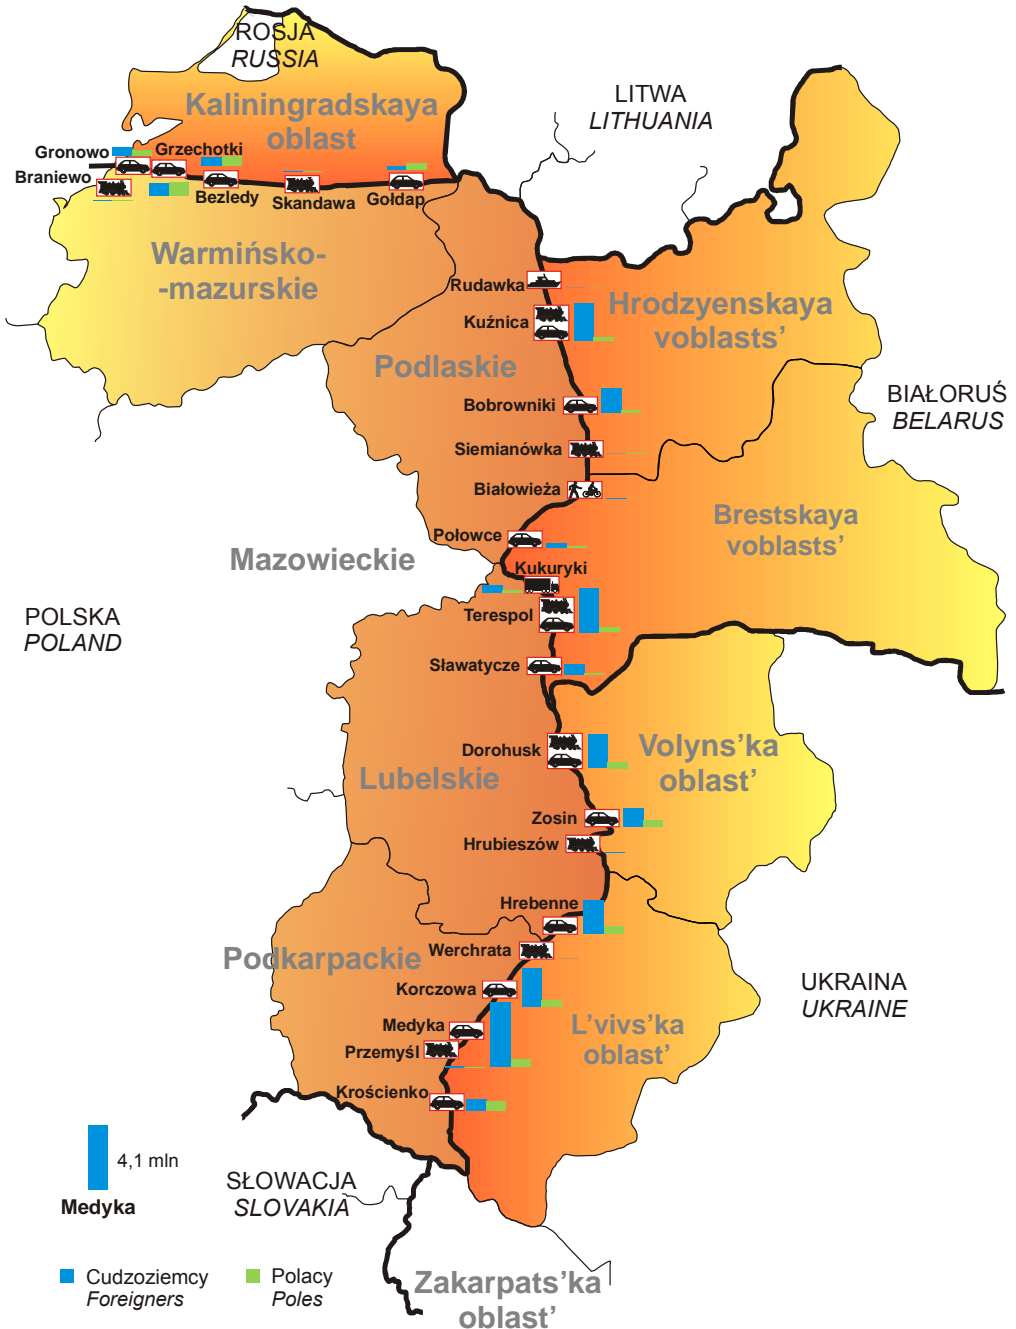 ROSJA
RUSSIA
Kaliningradskaya
oblast
LITWA
LITHUANIA
Gronowo
Grzechotki
Braniewo
Bezledy
Skandawa
Gołdap
Warmińsko-
-mazurskie
Rudawka
Kuźnica
Hrodzyenskaya
voblasts’
Podlaskie
Bobrowniki
BIAŁORUŚ
BELARUS
Siemianówka
Białowieża
Brestskaya
voblasts’
Połowce
Mazowieckie
Kukuryki
Terespol
POLSKA
POLAND
Sławatycze
Dorohusk
Volyns’ka
oblast’
Lubelskie
Zosin
Hrubieszów
Hrebenne
Werchrata
Podkarpackie
Korczowa
UKRAINA
UKRAINE
Medyka
L’vivs’ka
oblast’
Przemyśl
Krościenko
4,1 mln
Medyka
SŁOWACJA
SLOVAKIA
Cudzoziemcy
Foreigners
Polacy
Poles
Zakarpats’ka
oblast’